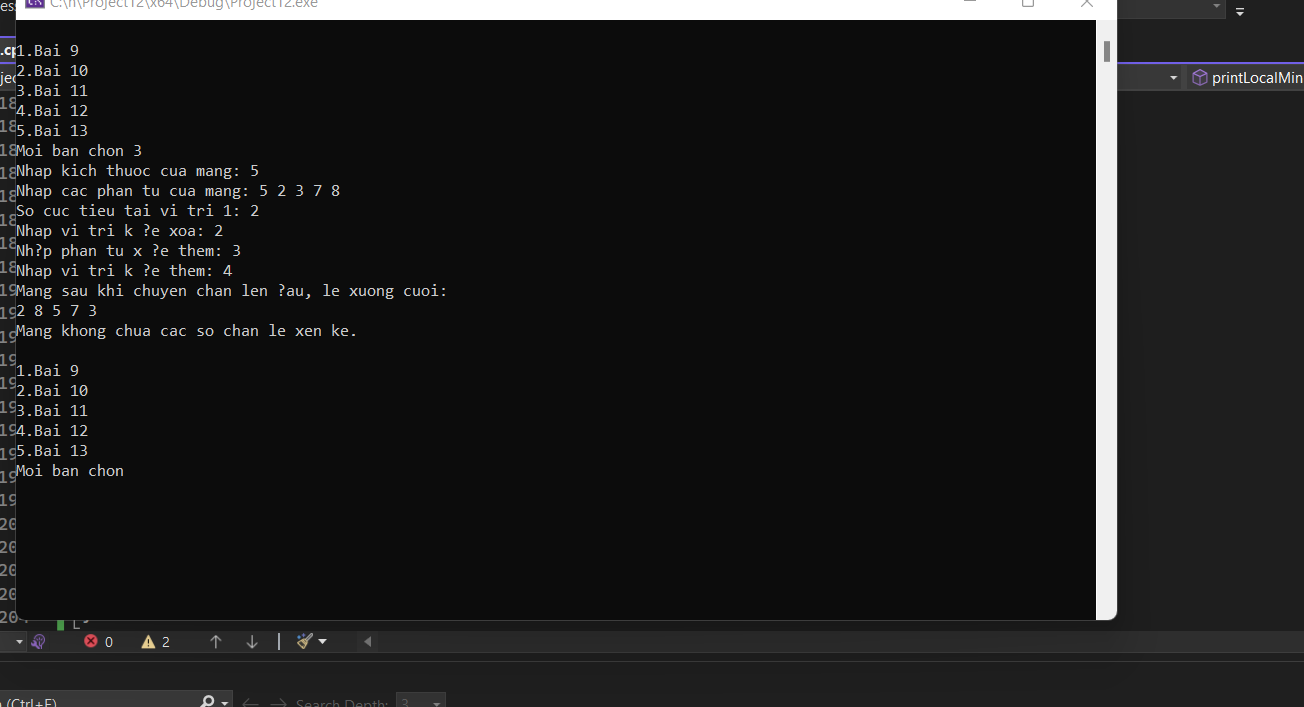 C:\n\Project12\x64\Debug\Project12.exe
1.Bai 9
2.Bai 10
3.Bai 11
4.Bai 12
5.Bai 13
Moi ban chon 3
Nhap kich thuoc cua mang: 5
Nhap cac phan tu cua mang: 5 2 3 7 8
So cuc tieu tai vi tri 1: 2
Nhap vi tri k ?e xoa: 2
Nh?p phan tu x ?e them: 3
Nhap vi tri k ?e them: 4
Mang sau khi chuyen chan len ?au, le xuong cuoi:
2 8 5 7 3
Mang khong chua cac so chan le xen ke.
1.Bai 9
2.Bai 10
3.Bai 11
4.Bai 12
5.Bai 13
Moi ban chon
printLocalMin
0 2
(Ctrl+E)
Search Depth: 3